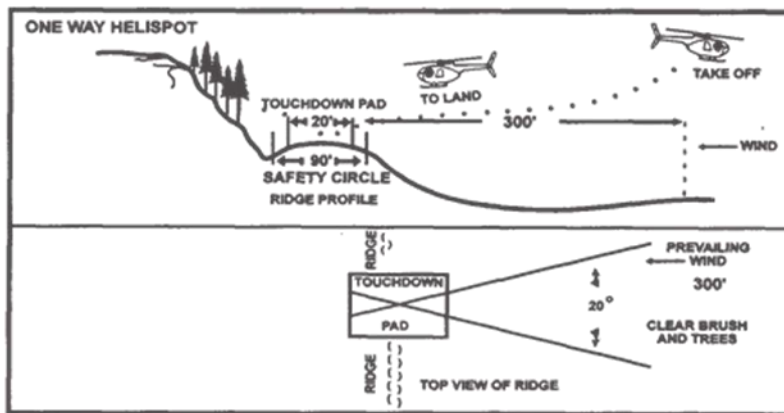 ONE WAY HELISPOT
TAKE OFF
TO LAND
TOUCHDOWN PAD
20'
300'
WIND
90'
SAFETY CIRCLE
RIDGE PROFILE
RIDGE
PREVAILING
WIND
300'
TOUCHDOWN
20°
PAD
CLEAR BRUSH
AND TREES
RIDGE
TOP VIEW OF RIDGE